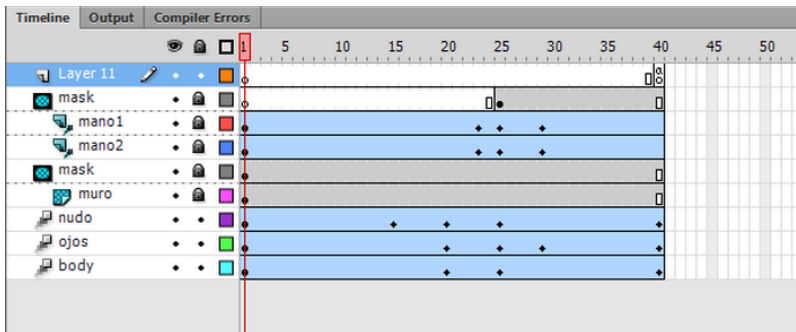 Timeline Output Compiler Errors
1 5 10 15 20 25 30 35 40 45 50
Layer 11
a
mask
mano1
mano2
mask
muro
nudo
ojos
body